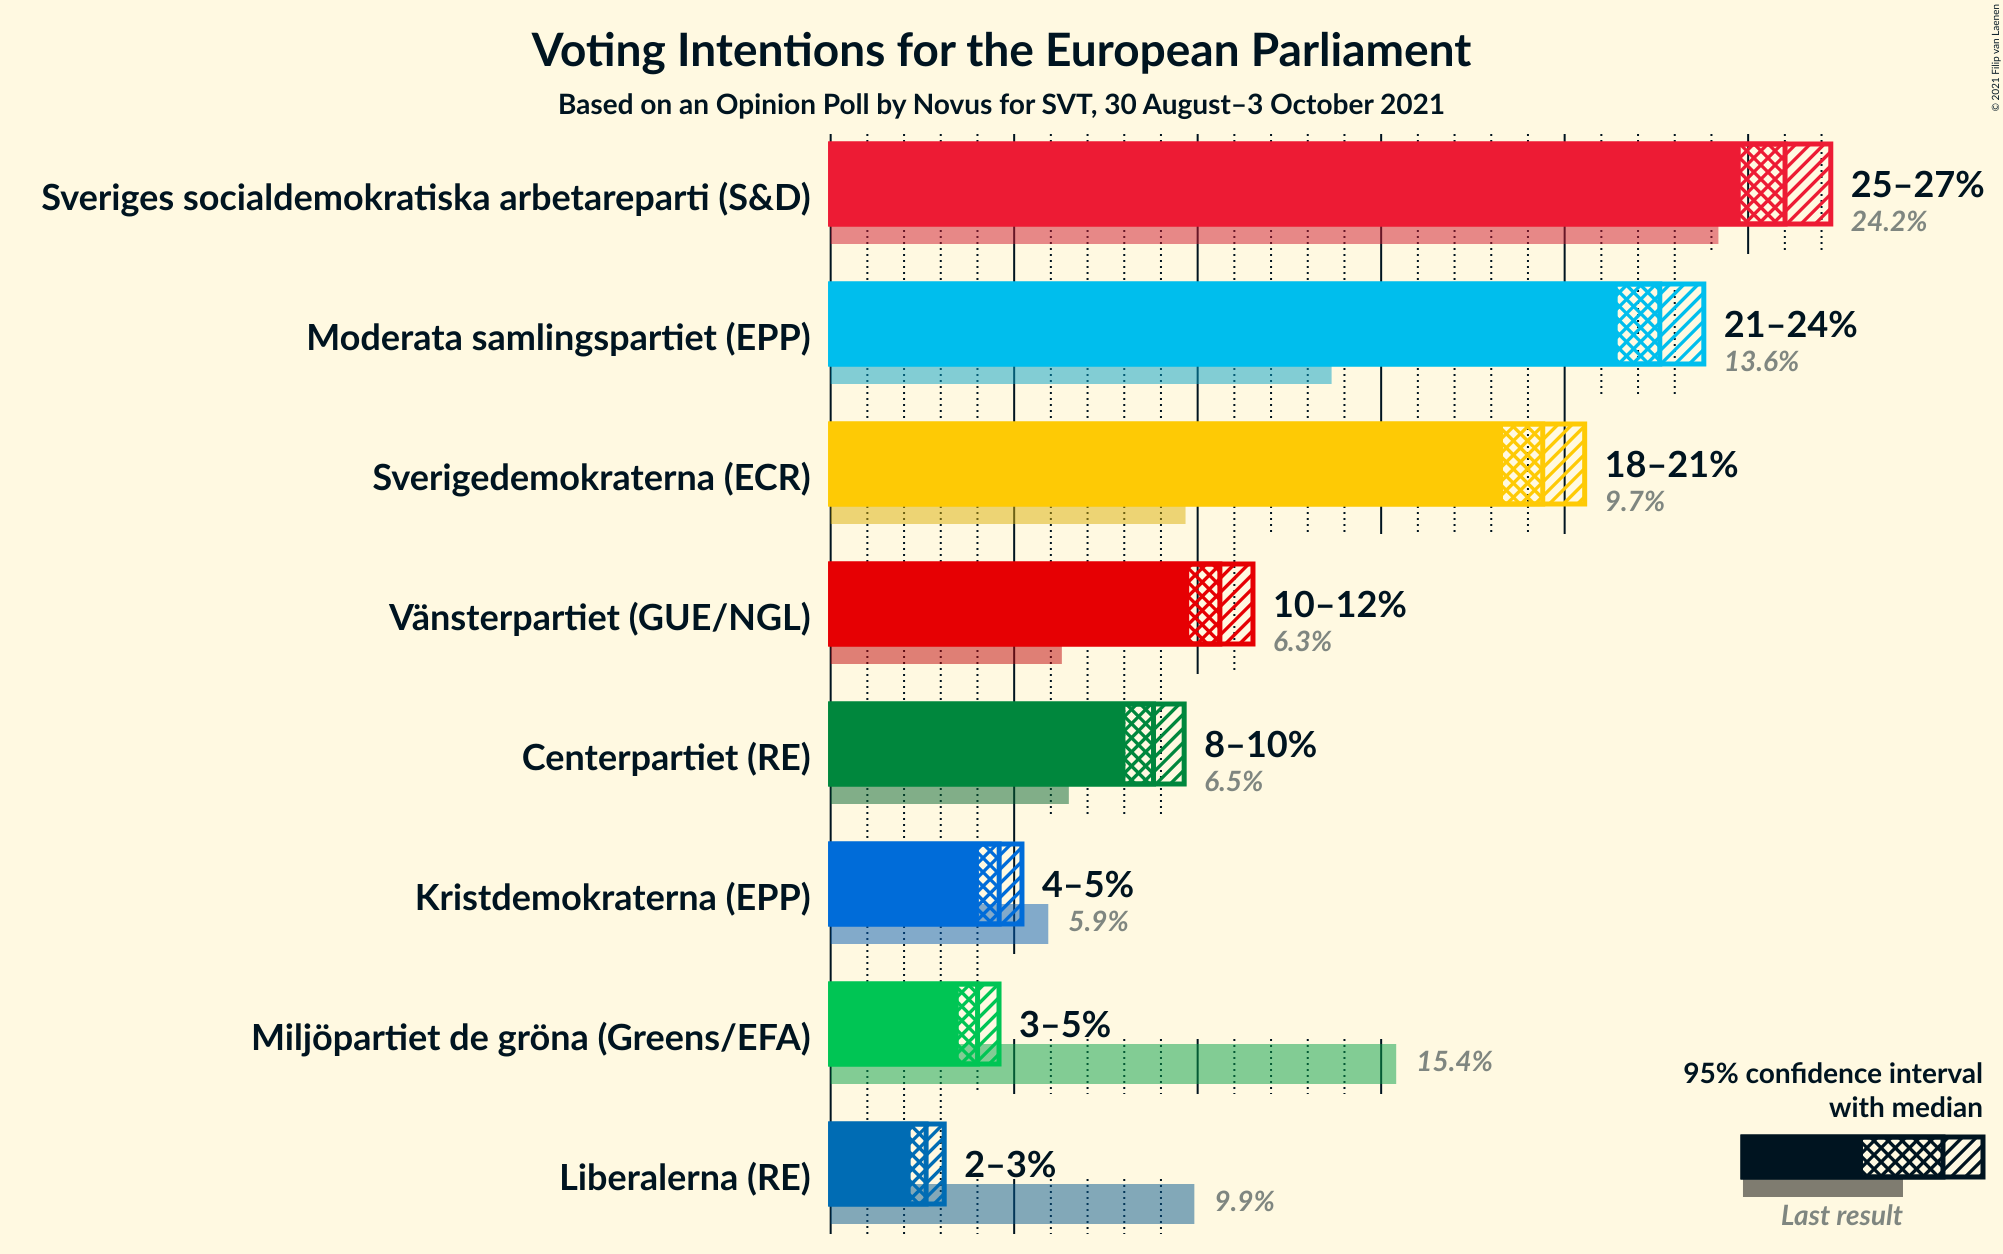 Voting Intentions for the European Parliament
Based on an Opinion Poll by Novus for SVT, 30 August–3 October 2021
© 2021 Filip van Laenen
Sveriges socialdemokratiska arbetareparti (S&D)
25–27%
24.2%
Moderata samlingspartiet (EPP)
21–24%
13.6%
Sverigedemokraterna (ECR)
18–21%
9.7%
Vänsterpartiet (GUE/NGL)
10–12%
6.3%
Centerpartiet (RE)
8–10%
6.5%
Kristdemokraterna (EPP)
4–5%
5.9%
Miljöpartiet de gröna (Greens/EFA)
3–5%
15.4%
Liberalerna (RE)
2–3%
9.9%
95% confidence interval
with median
Last result